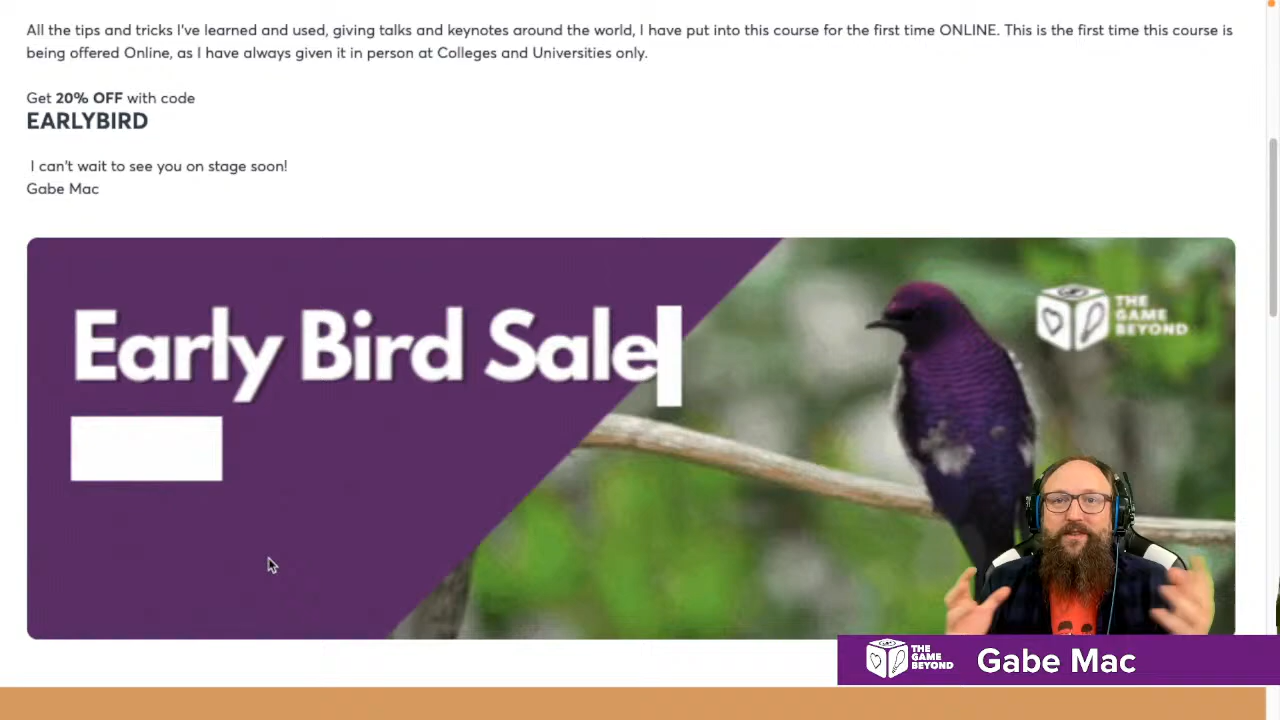 All the tips and tricks I've learned and used, giving talks and keynotes around the world, I have put into this course for the first time ONLINE. This is the first time this course is
being offered Online, as I have always given it in person at Colleges and Universities only.
Get 20% OFF with code
EARLYBIRD
I can't wait to see you on stage soon!
Gabe Mac
Early Bird Sale
THE
GAME
BEYOND
THE
GAME
BEYOND
Gabe Mac